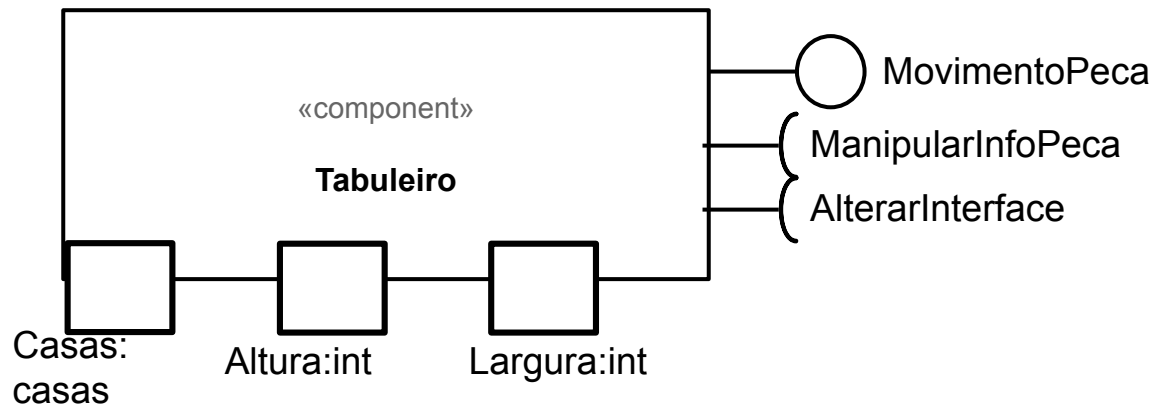 «component»
Tabuleiro
MovimentoPeca
ManipularInfoPeca
AlterarInterface
Casas:
casas
Altura:int
Largura:int